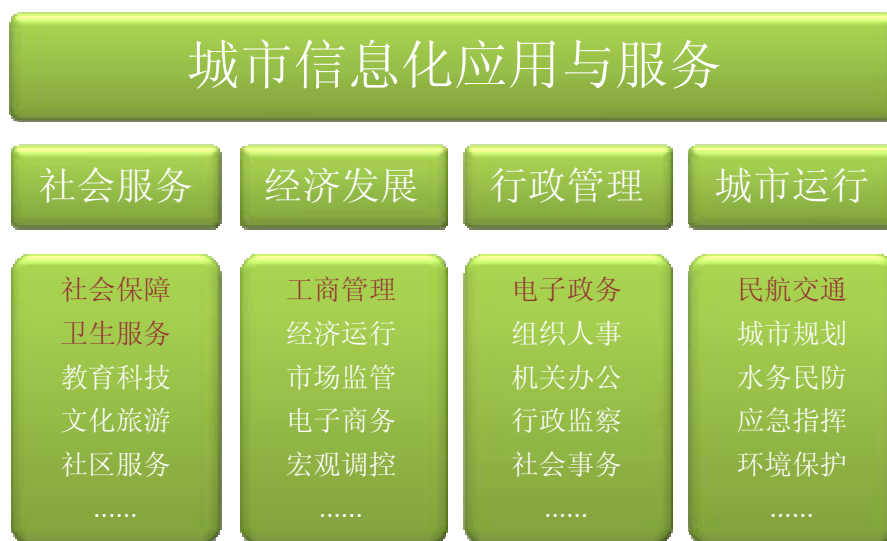 城市信息化应用与服务
社会服务
经济发展
行政管理
城市运行
社会保障
卫生服务
教育科技
文化旅游
社区服务
......
工商管理
经济运行
市场监管
电子商务
宏观调控
......
电子政务
组织人事
机关办公
行政监察
社会事务
......
民航交通
城市规划
水务民防
应急指挥
环境保护
......